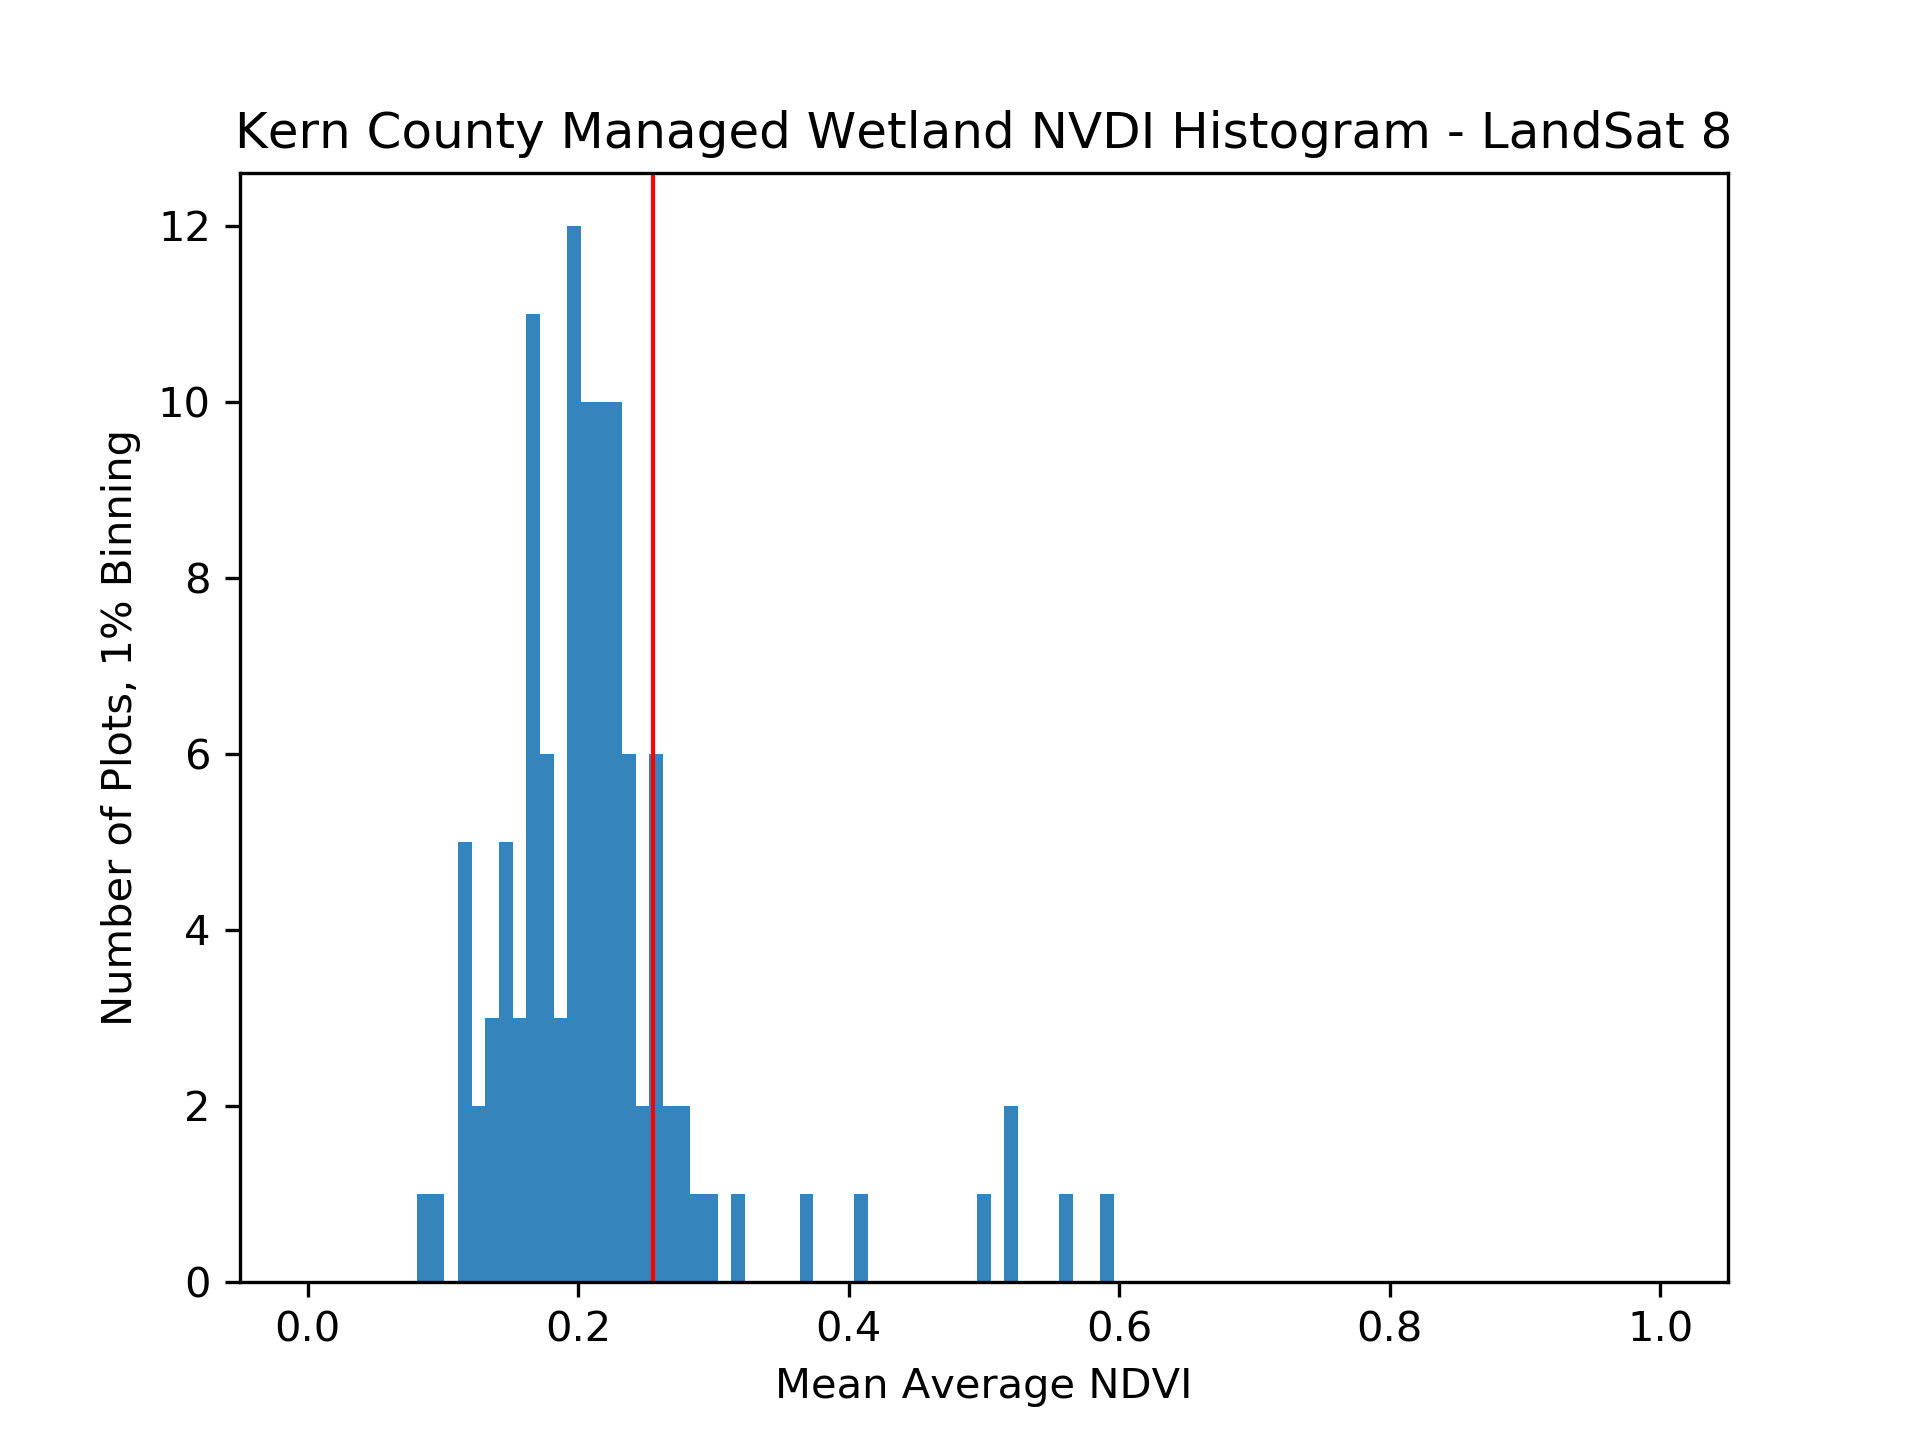 Kern County Managed Wetland NVDI Histogram - LandSat 8
12
10
8
6
4
2
0
Number of Plots, 1% Binning
0.0 0.2 0.4 0.6 0.8 1.0
Mean Average NDVI